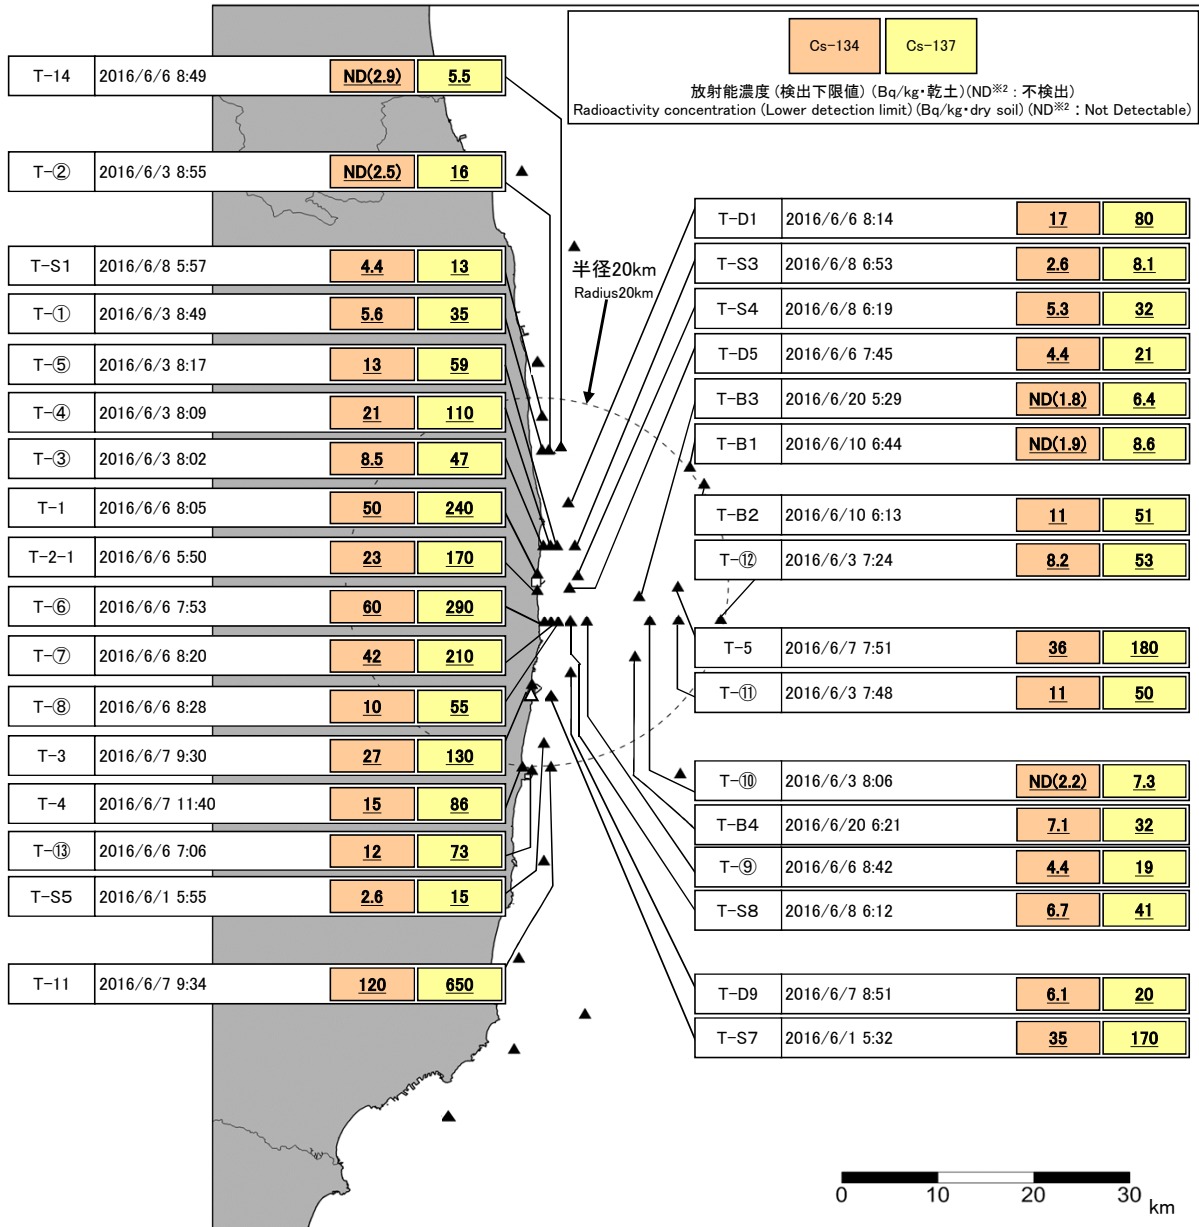 Cs-134 Cs-137
放射能濃度 (検出下限値) (Bq/kg・乾土)(ND※2 : 不検出)
Radioactivity concentration (Lower detection limit) (Bq/kg・dry soil) (ND※2 : Not Detectable)
T-14 2016/6/6 8:49 ND(2.9) 5.5
T-② 2016/6/3 8:55 ND(2.5) 16
T-S1 2016/6/8 5:57 4.4 13
T-① 2016/6/3 8:49 5.6 35
T-⑤ 2016/6/3 8:17 13 59
T-④ 2016/6/3 8:09 21 110
T-③ 2016/6/3 8:02 8.5 47
T-1 2016/6/6 8:05 50 240
T-2-1 2016/6/6 5:50 23 170
T-⑥ 2016/6/6 7:53 60 290
T-⑦ 2016/6/6 8:20 42 210
T-⑧ 2016/6/6 8:28 10 55
T-3 2016/6/7 9:30 27 130
T-4 2016/6/7 11:40 15 86
T-⑬ 2016/6/6 7:06 12 73
T-S5 2016/6/1 5:55 2.6 15
T-11 2016/6/7 9:34 120 650
半径20km
Radius20km
T-D1 2016/6/6 8:14 17 80
T-S3 2016/6/8 6:53 2.6 8.1
T-S4 2016/6/8 6:19 5.3 32
T-D5 2016/6/6 7:45 4.4 21
T-B3 2016/6/20 5:29 ND(1.8) 6.4
T-B1 2016/6/10 6:44 ND(1.9) 8.6
T-B2 2016/6/10 6:13 11 51
T-⑫ 2016/6/3 7:24 8.2 53
T-5 2016/6/7 7:51 36 180
T-⑪ 2016/6/3 7:48 11 50
T-⑩ 2016/6/3 8:06 ND(2.2) 7.3
T-B4 2016/6/20 6:21 7.1 32
T-⑨ 2016/6/6 8:42 4.4 19
T-S8 2016/6/8 6:12 6.7 41
T-D9 2016/6/7 8:51 6.1 20
T-S7 2016/6/1 5:32 35 170
0 10 20 30 km